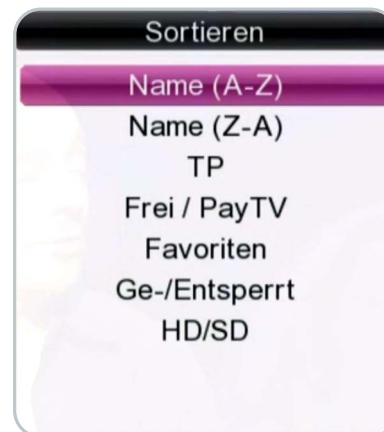 Sortieren
Name (A-Z)
Name (Z-A)
TP
Frei / PayTV
Favoriten
Ge-/Entsperrt
HD/SD